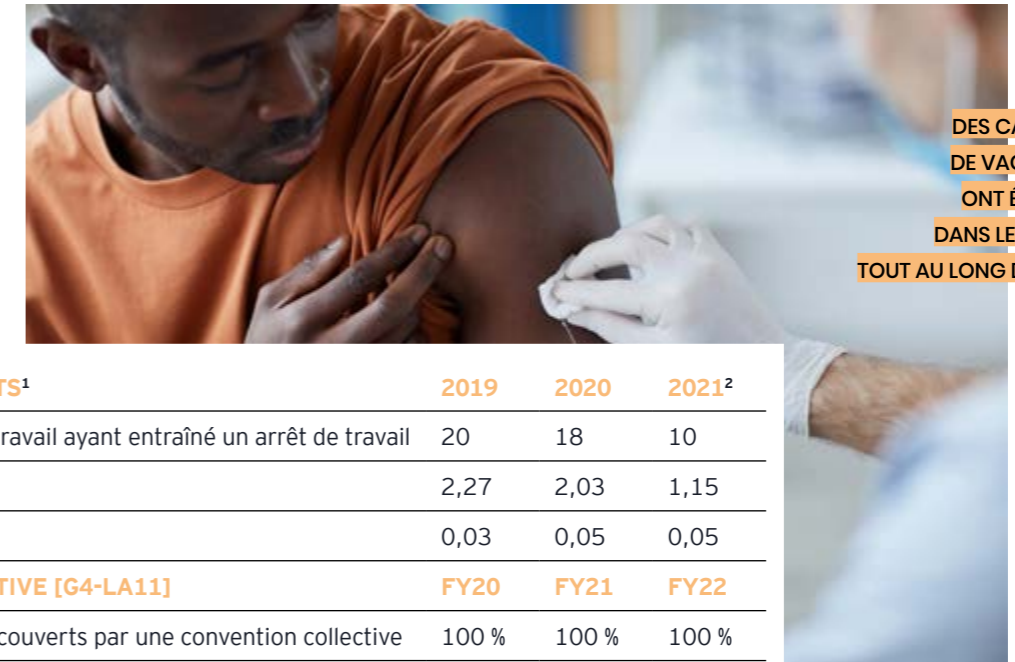 DES CA
DE VAC
ONT É
DANS LE
TOUT AU LONG D
TS¹ 2019 2020 2021²
ravail ayant entraîné un arrêt de travail 20 18 10
2,27 2,03 1,15
0,03 0,05 0,05
TIVE [G4-LA11] FY20 FY21 FY22
couverts par une convention collective 100 % 100 % 100 %